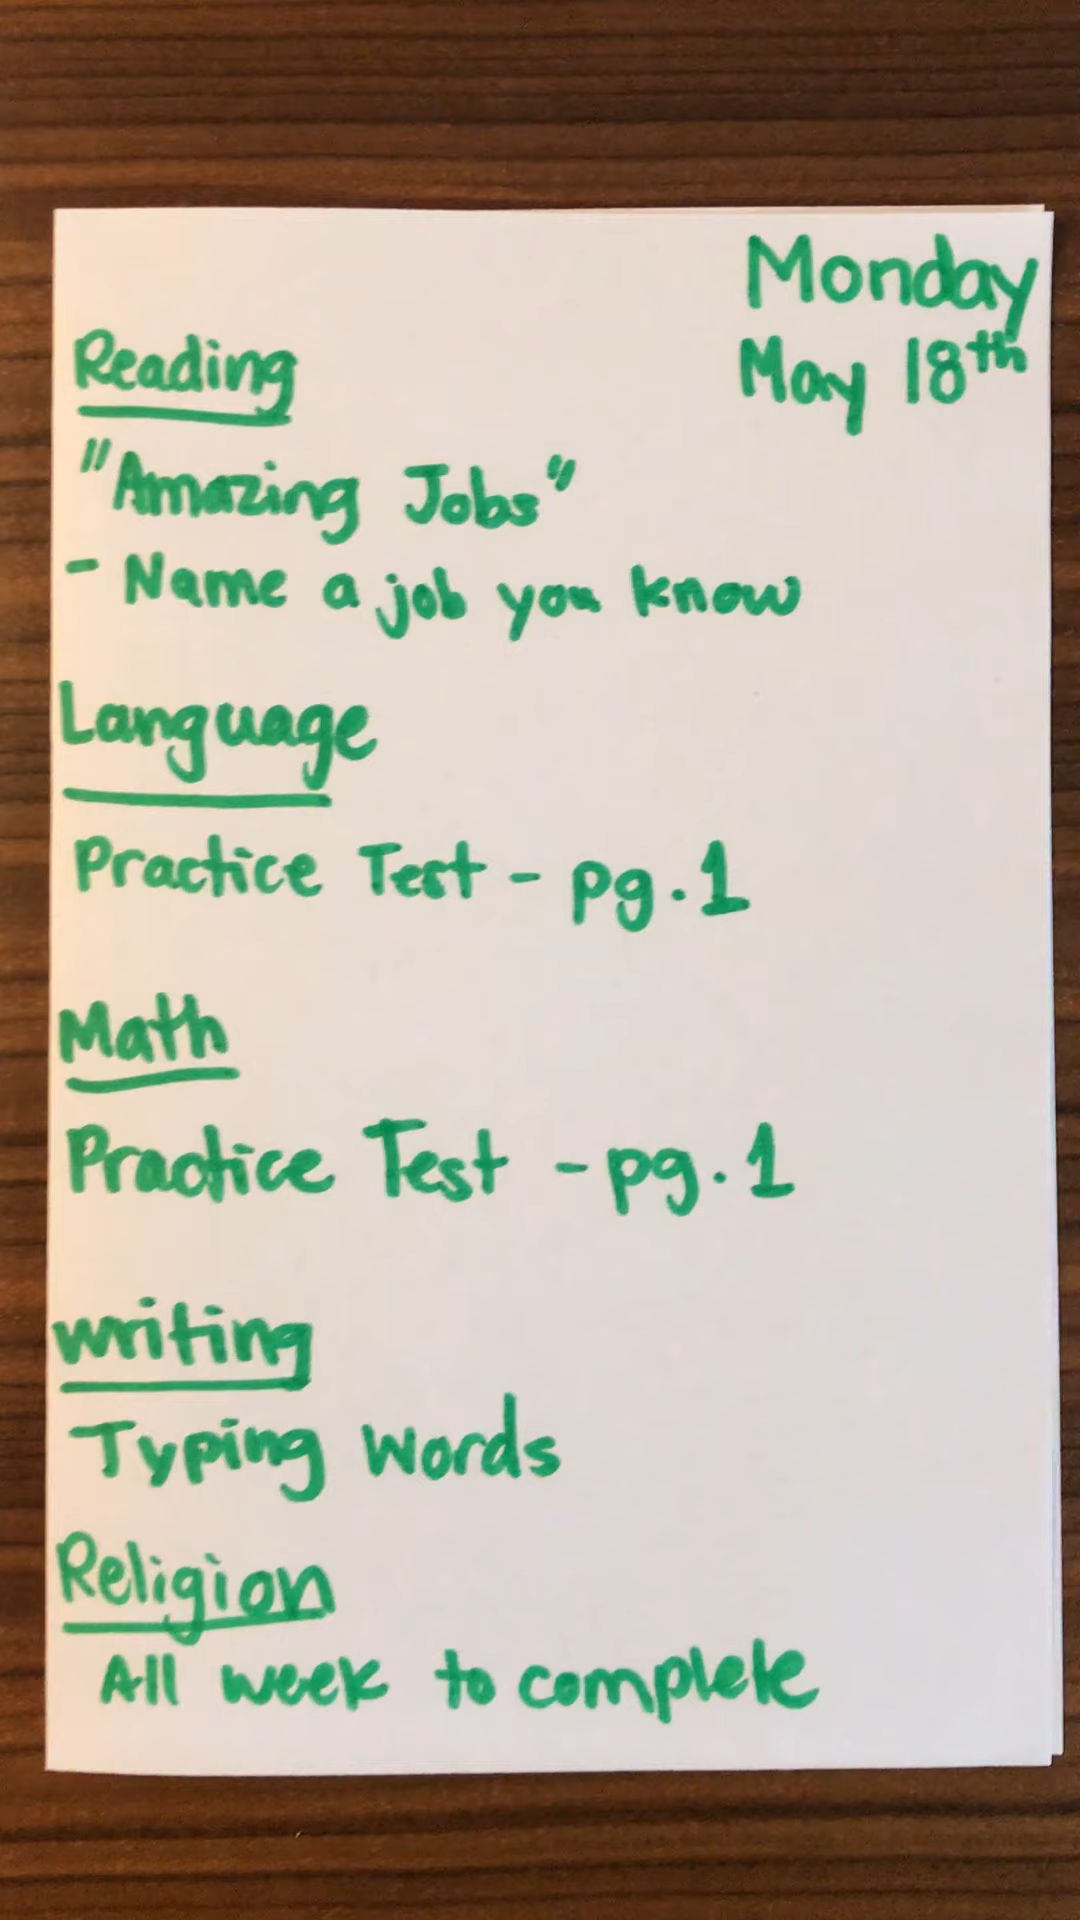 Monday
May 18th
Reading
"Amazing Jobs"
- Name a job you know
Language
Practice Test - pg. 1
Math
Practice Test - pg. 1
writing
Typing Words
Religion
All week to complete